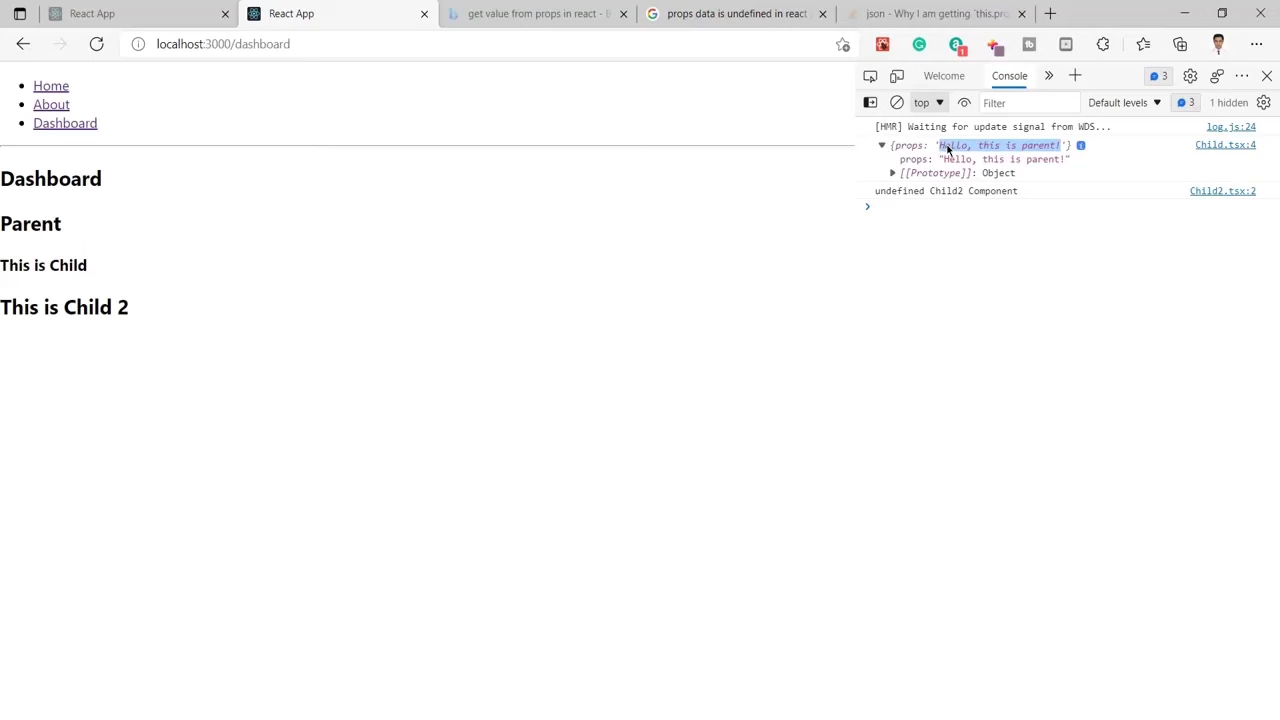 React App
React App
get value from props in react - B
props data is undefined in react
json - Why I am getting 'this.pro
localhost:3000/dashboard
1
Home
About
Dashboard
Dashboard
Parent
This is Child
This is Child 2
Welcome
Console
3
top
Filter
Default levels
3
1 hidden
[HMR] Waiting for update signal from WDS...
log.js:24
{props: 'Hello, this is parent!'}
Child.tsx:4
props: "Hello, this is parent!"
[[Prototype]]: Object
undefined Child2 Component
Child2.tsx:2